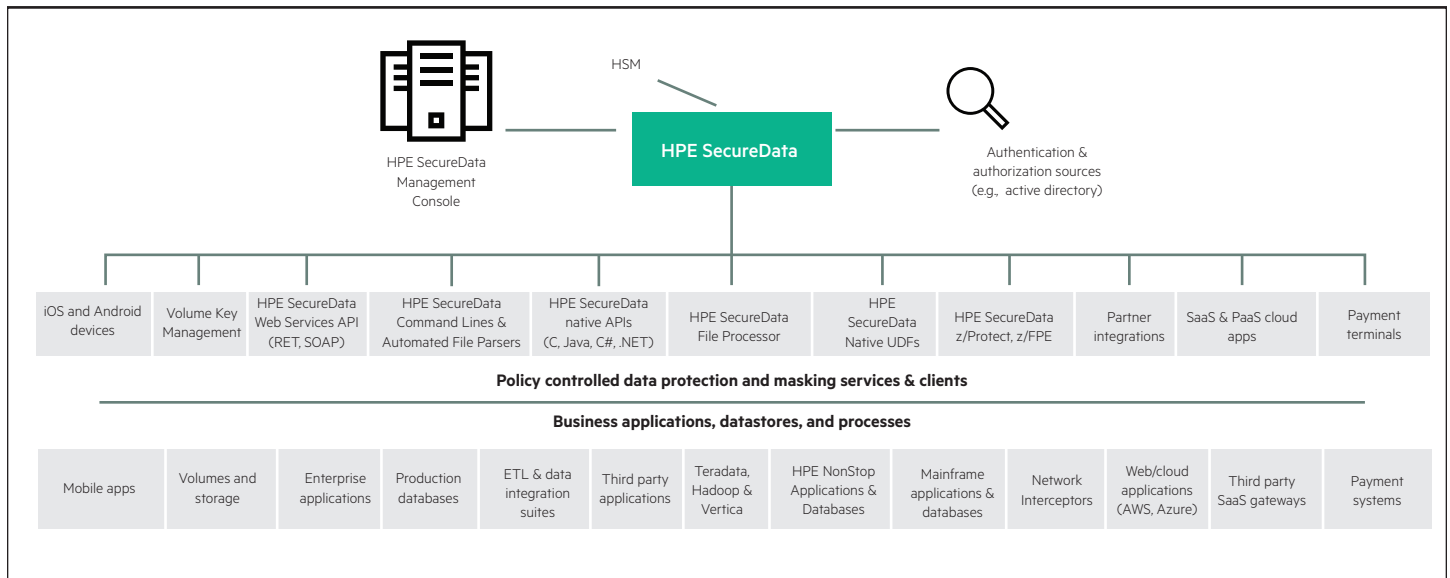 HSM
HPE SecureData
HPE SecureData
Management
Console
Authentication &
authorization sources
(e.g., active directory)
iOS and Android
devices
Volume Key
Management
HPE SecureData
Web Services API
(RET, SOAP)
HPE SecureData
Command Lines &
Automated File Parsers
HPE SecureData
native APIs
(C, Java, C#, .NET)
HPE SecureData
File Processor
HPE
SecureData
Native UDFs
HPE SecureData
z/Protect, z/FPE
Partner
integrations
SaaS & PaaS cloud
apps
Payment
terminals
Policy controlled data protection and masking services & clients
Business applications, datastores, and processes
Mobile apps
Volumes and
storage
Enterprise
applications
Production
databases
ETL & data
integration
suites
Third party
applications
Teradata,
Hadoop &
Vertica
HPE NonStop
Applications &
Databases
Mainframe
applications &
databases
Network
Interceptors
Web/cloud
applications
(AWS, Azure)
Third party
SaaS gateways
Payment
systems